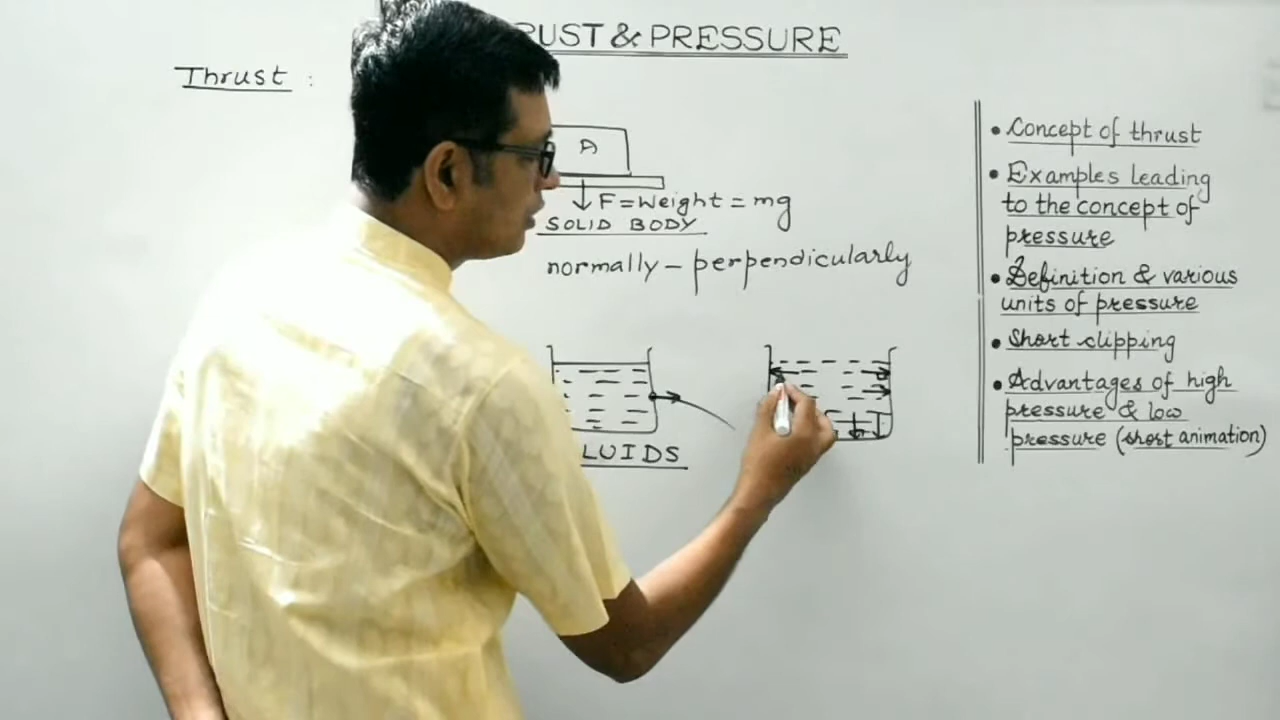 RUST & PRESSURE
Thrust :
A
F = Weight = mg
SOLID BODY
normally – perpendicularly
LUIDS
• Concept of thrust
• Examples leading
to the concept of
pressure
• Definition & various
units of pressure
• Short clipping
• Advantages of high
pressure & low
pressure (short animation)